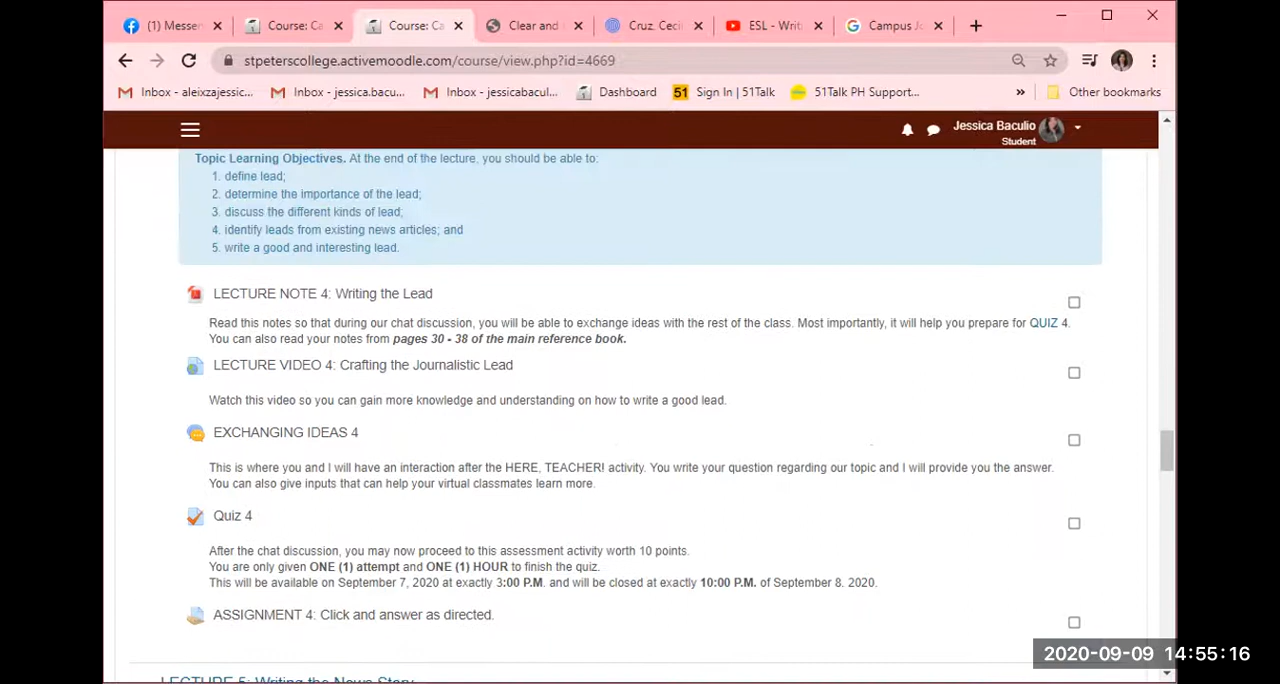 (1) Messen
Course: Ca
Course: Ca
Clear and
Cruz, Ceci
ESL - Writ
Campus Jo
stpeterscollege.activemoodle.com/course/view.php?id=4669
Inbox - aleixzajessic...
Inbox - jessica.bacu...
Inbox - jessicabacul...
Dashboard
51 Sign In | 51Talk
51Talk PH Support...
»
Other bookmarks
Jessica Baculio
Student
Topic Learning Objectives. At the end of the lecture, you should be able to:
1. define lead;
2. determine the importance of the lead;
3. discuss the different kinds of lead;
4. identify leads from existing news articles; and
5. write a good and interesting lead.
LECTURE NOTE 4: Writing the Lead
Read this notes so that during our chat discussion, you will be able to exchange ideas with the rest of the class. Most importantly, it will help you prepare for QUIZ 4.
You can also read your notes from pages 30 - 38 of the main reference book.
LECTURE VIDEO 4: Crafting the Journalistic Lead
Watch this video so you can gain more knowledge and understanding on how to write a good lead.
EXCHANGING IDEAS 4
This is where you and I will have an interaction after the HERE, TEACHER! activity. You write your question regarding our topic and I will provide you the answer.
You can also give inputs that can help your virtual classmates learn more.
Quiz 4
After the chat discussion, you may now proceed to this assessment activity worth 10 points.
You are only given ONE (1) attempt and ONE (1) HOUR to finish the quiz.
This will be available on September 7, 2020 at exactly 3:00 P.M. and will be closed at exactly 10:00 P.M. of September 8. 2020.
ASSIGNMENT 4: Click and answer as directed.
2020-09-09 14:55:16
LECTURE 5: Writing the News Story